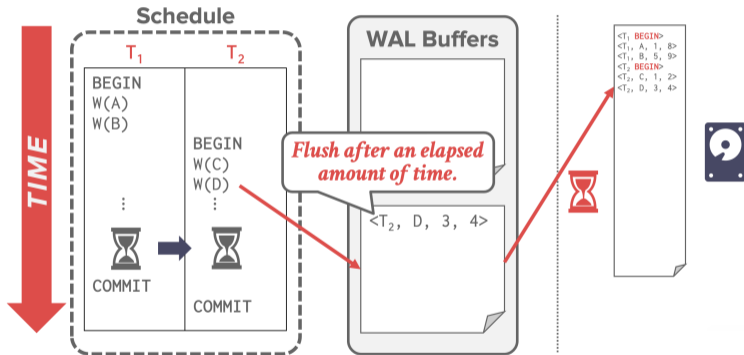 Schedule
TIME
T₁ T₂
BEGIN
W(A)
W(B)
⋮
COMMIT
BEGIN
W(C)
W(D)
⋮
COMMIT
WAL Buffers
Flush after an elapsed
amount of time.
<T₂, D, 3, 4>
<T₁ BEGIN>
<T₁, A, 1, 8>
<T₁, B, 5, 9>
<T₂ BEGIN>
<T₂, C, 1, 2>
<T₂, D, 3, 4>